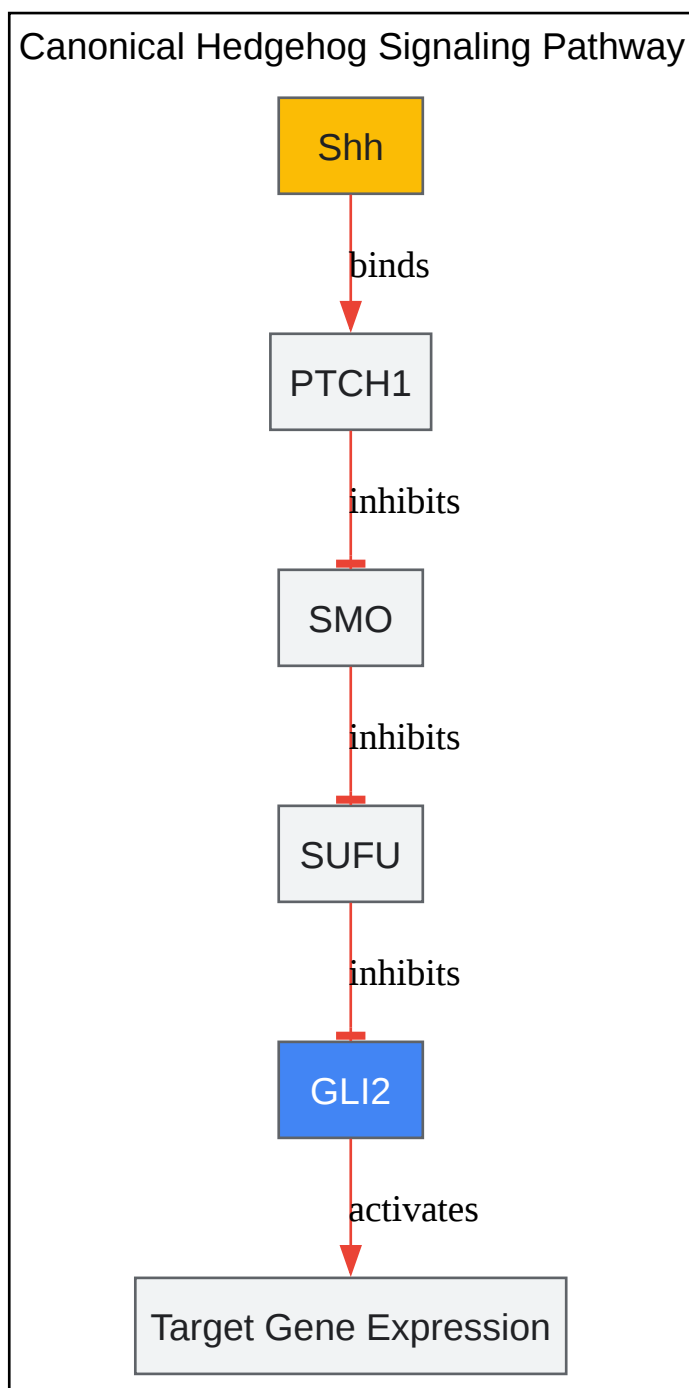 Canonical Hedgehog Signaling Pathway
Shh
binds
PTCH1
inhibits
SMO
inhibits
SUFU
inhibits
GLI2
activates
Target Gene Expression